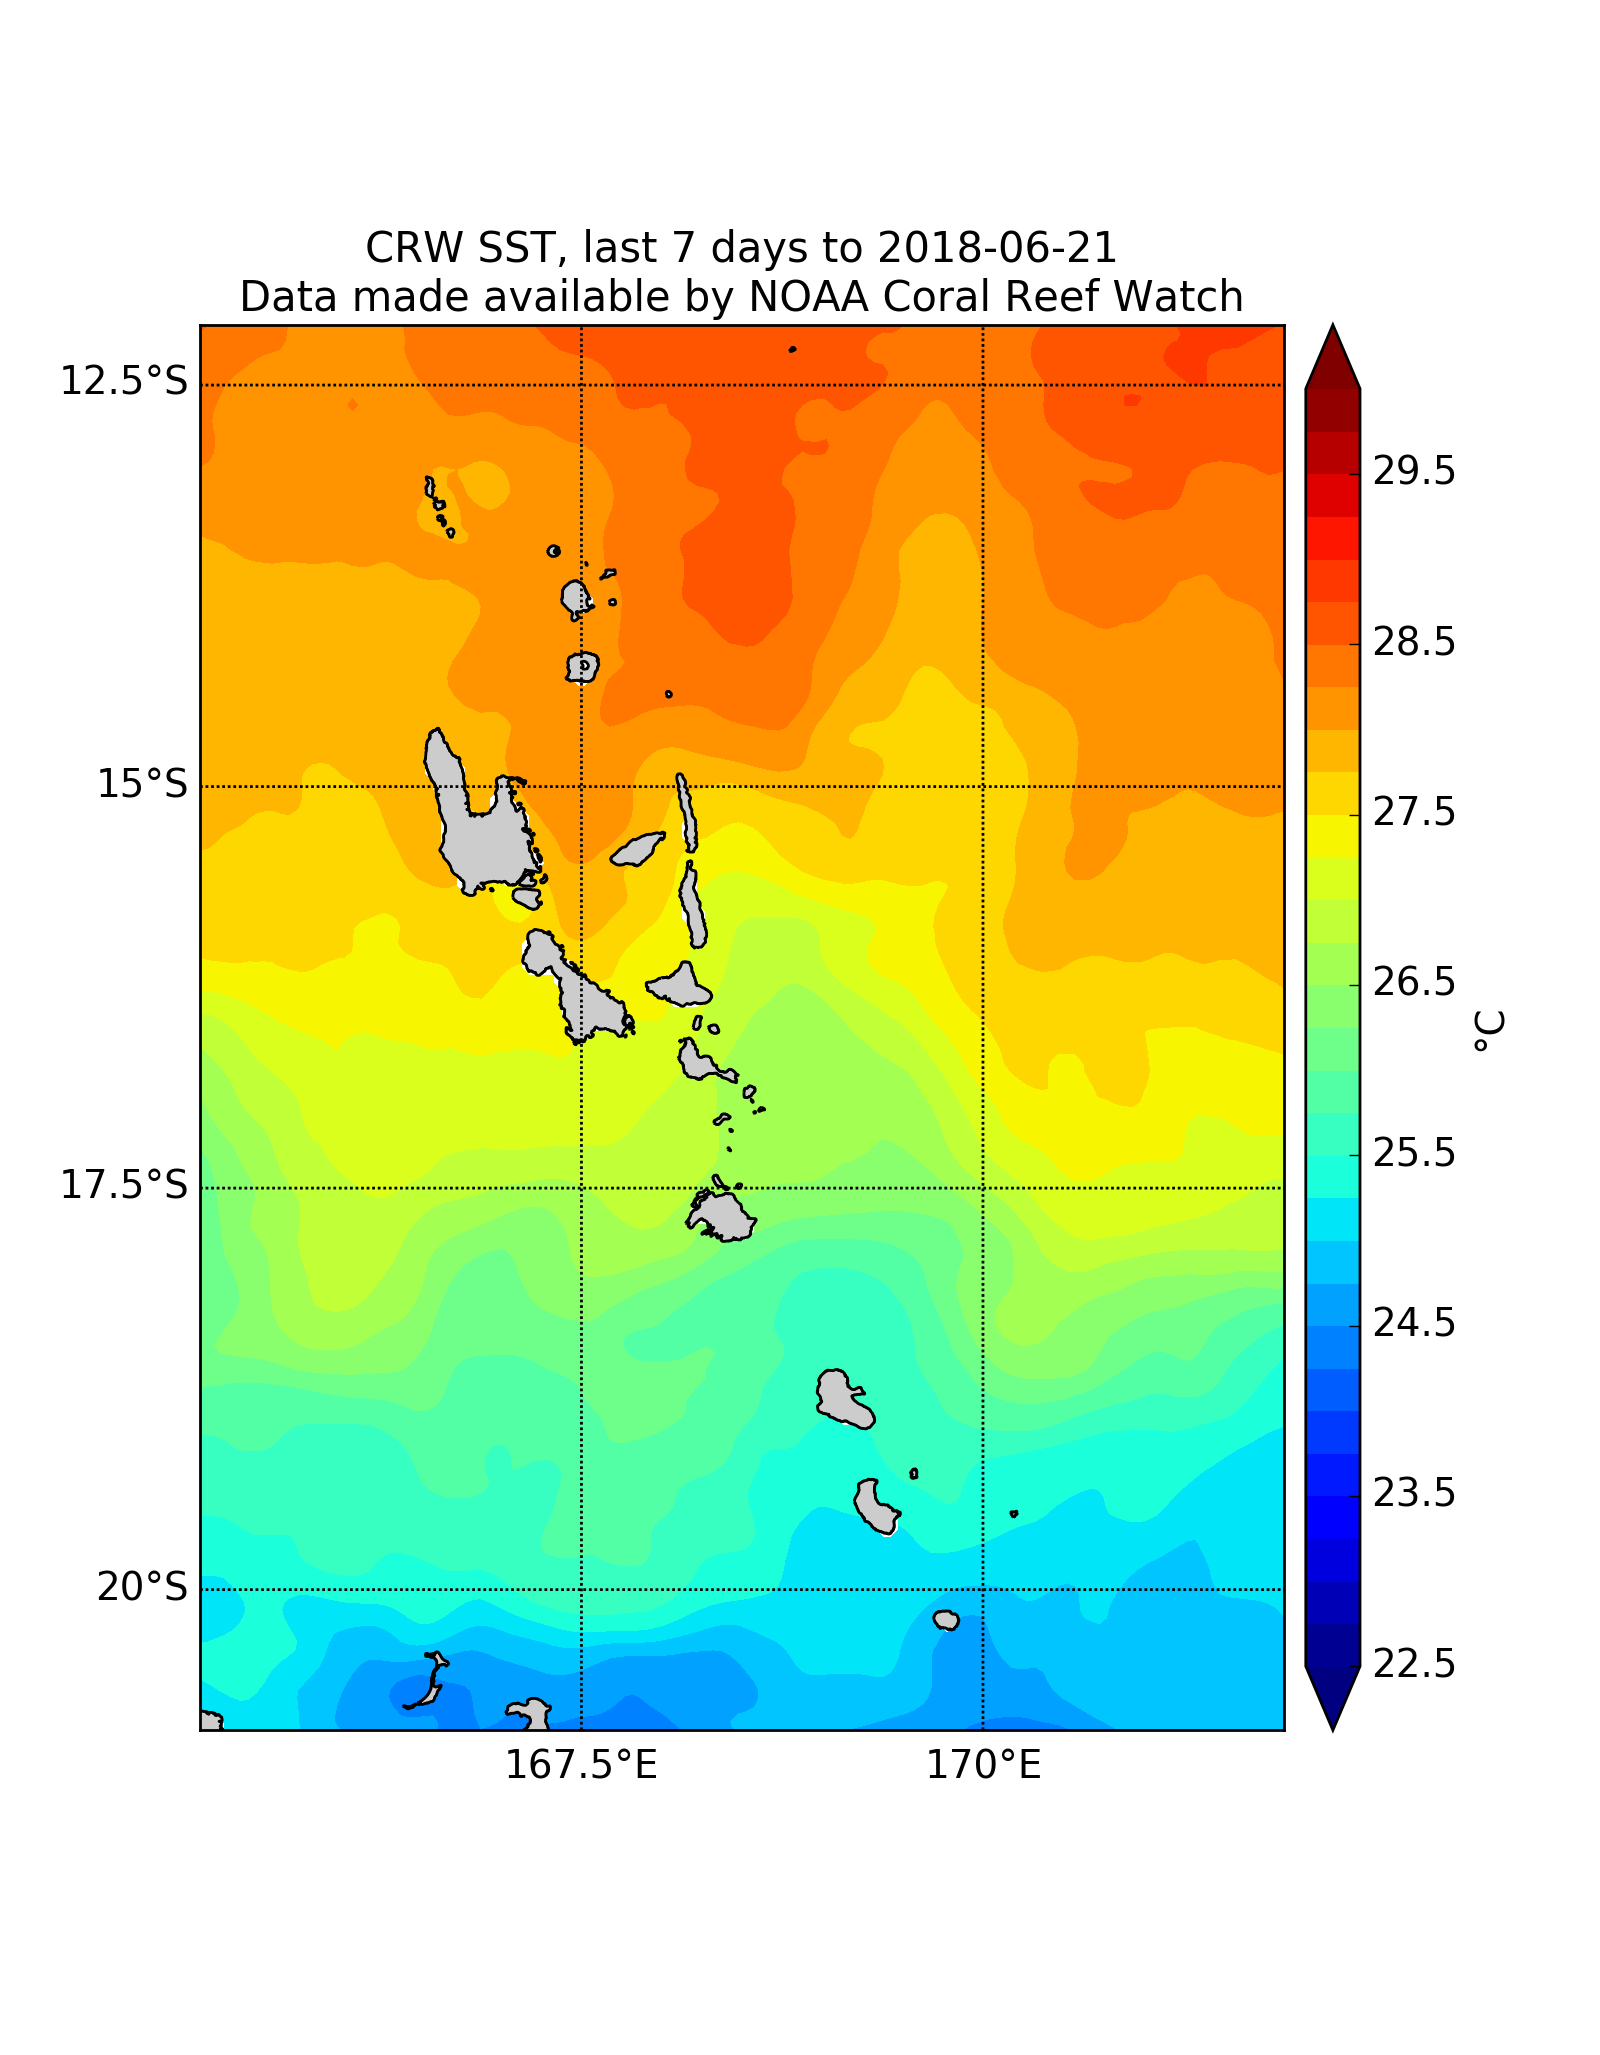 CRW SST, last 7 days to 2018-06-21
Data made available by NOAA Coral Reef Watch
12.5°S
15°S
17.5°S
20°S
167.5°E
170°E
29.5
28.5
27.5
26.5
25.5
24.5
23.5
22.5
°C